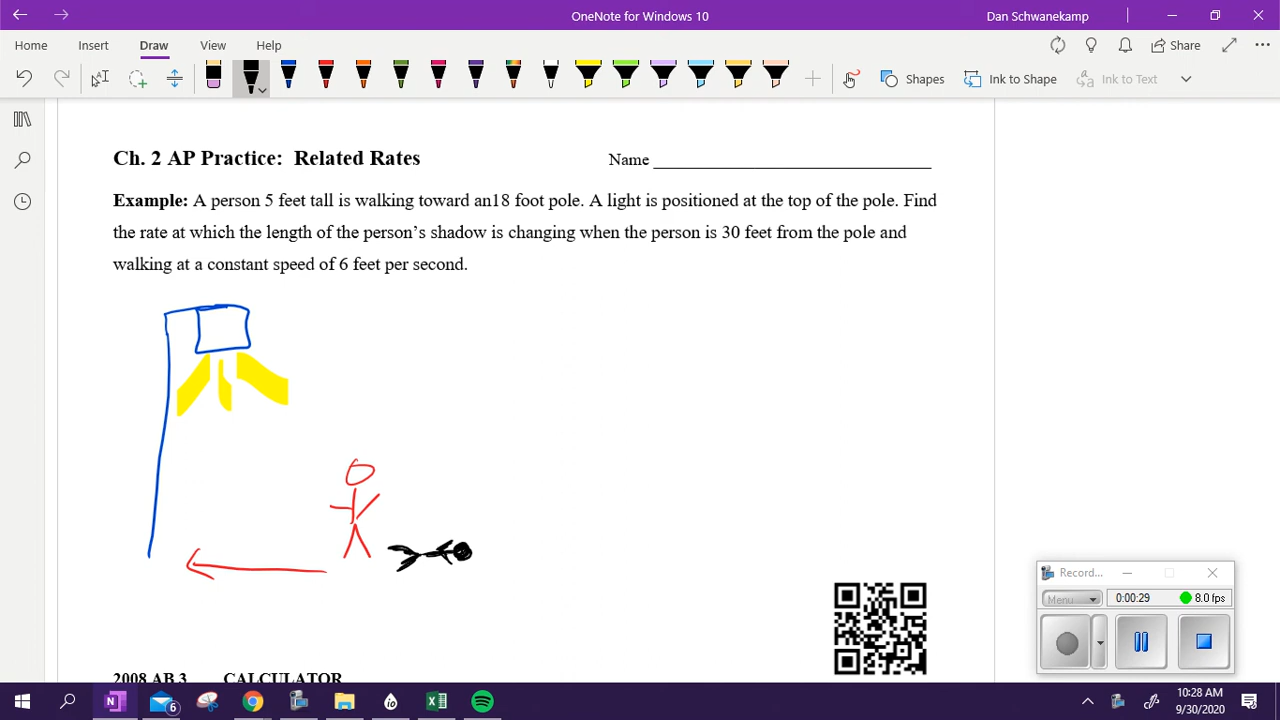 OneNote for Windows 10
Dan Schwanekamp
Home Insert Draw View Help
Share
Shapes
Ink to Shape
Ink to Text
Ch. 2 AP Practice: Related Rates
Name
Example: A person 5 feet tall is walking toward an18 foot pole. A light is positioned at the top of the pole. Find
the rate at which the length of the person’s shadow is changing when the person is 30 feet from the pole and
walking at a constant speed of 6 feet per second.
Record...
Menu
0:00:29
8.0 fps
2008 AB 3 CALCULATOR
6
10:28 AM
9/30/2020